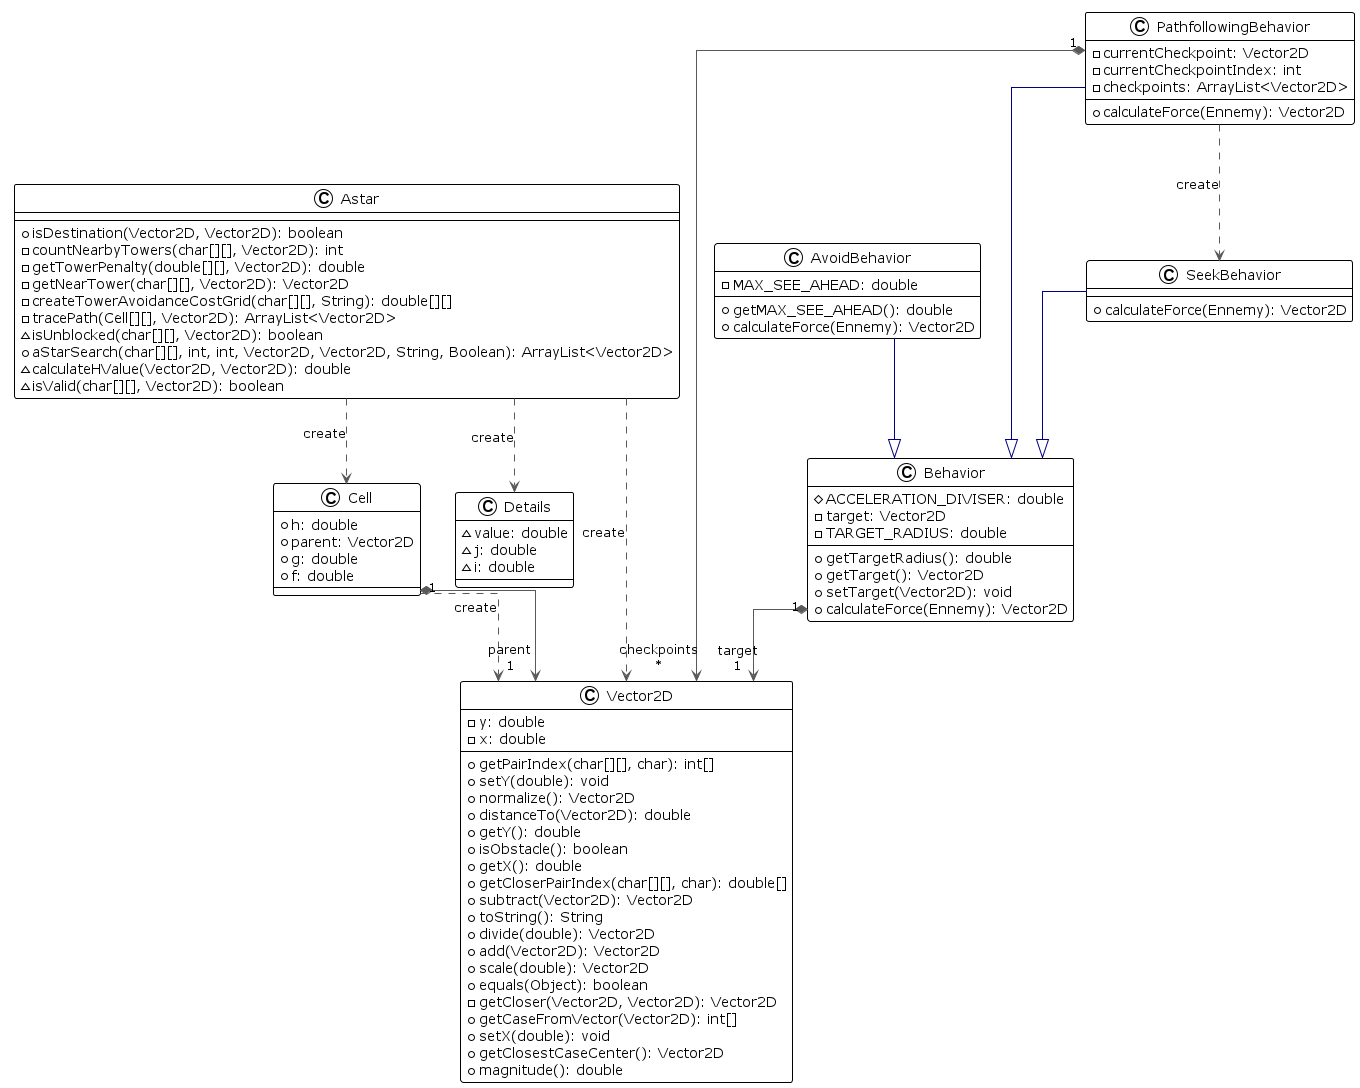 PathfollowingBehavior
currentCheckpoint: Vector2D
currentCheckpointIndex: int
checkpoints: ArrayList<Vector2D>
calculateForce(Ennemy): Vector2D
1
create
Astar
isDestination(Vector2D, Vector2D): boolean
countNearbyTowers(char[][], Vector2D): int
getTowerPenalty(double[][], Vector2D): double
getNearTower(char[][], Vector2D): Vector2D
createTowerAvoidanceCostGrid(char[][], String): double[][]
tracePath(Cell[][], Vector2D): ArrayList<Vector2D>
isUnblocked(char[][], Vector2D): boolean
aStarSearch(char[][], int, int, Vector2D, Vector2D, String, Boolean): ArrayList<Vector2D>
calculateHValue(Vector2D, Vector2D): double
isValid(char[][], Vector2D): boolean
AvoidBehavior
MAX_SEE_AHEAD: double
getMAX_SEE_AHEAD(): double
calculateForce(Ennemy): Vector2D
SeekBehavior
calculateForce(Ennemy): Vector2D
create
create
create
Cell
h: double
parent: Vector2D
g: double
f: double
Details
value: double
j: double
i: double
Behavior
ACCELERATION_DIVISER: double
target: Vector2D
TARGET_RADIUS: double
getTargetRadius(): double
getTarget(): Vector2D
setTarget(Vector2D): void
calculateForce(Ennemy): Vector2D
1
create
1
parent
1
checkpoints
*
target
1
Vector2D
y: double
x: double
getPairIndex(char[][], char): int[]
setY(double): void
normalize(): Vector2D
distanceTo(Vector2D): double
getY(): double
isObstacle(): boolean
getX(): double
getCloserPairIndex(char[][], char): double[]
subtract(Vector2D): Vector2D
toString(): String
divide(double): Vector2D
add(Vector2D): Vector2D
scale(double): Vector2D
equals(Object): boolean
getCloser(Vector2D, Vector2D): Vector2D
getCaseFromVector(Vector2D): int[]
setX(double): void
getClosestCaseCenter(): Vector2D
magnitude(): double